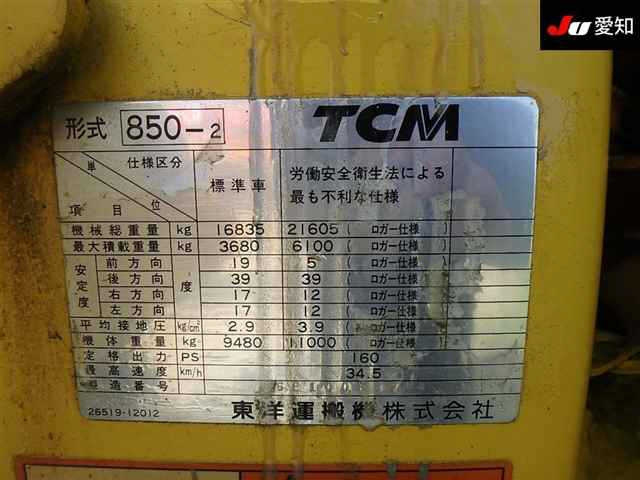 JU 愛知
形式 850-2 TCM
単位 仕様区分 項目 標準車 労働安全衛生法による
最も不利な仕様
機械総重量 kg 16835 21605 ( ロガー仕様
最大積載重量 kg 3680 6100 ( ロガー仕様
安定度 前方向 度 19 5 ( ロガー仕様
後方向 39 39 ( ロガー仕様
右方向 17 12 ( ロガー仕様
左方向 17 12 ( ロガー仕様
平均接地圧 kg/cm² 2.9 3.9 ( ロガー仕様
機体重量 kg 9480 11000 ( ロガー仕様
定格出力 PS 160
最高速度 km/h 34.5
製造番号
26519-12012 東洋運搬機株式会社